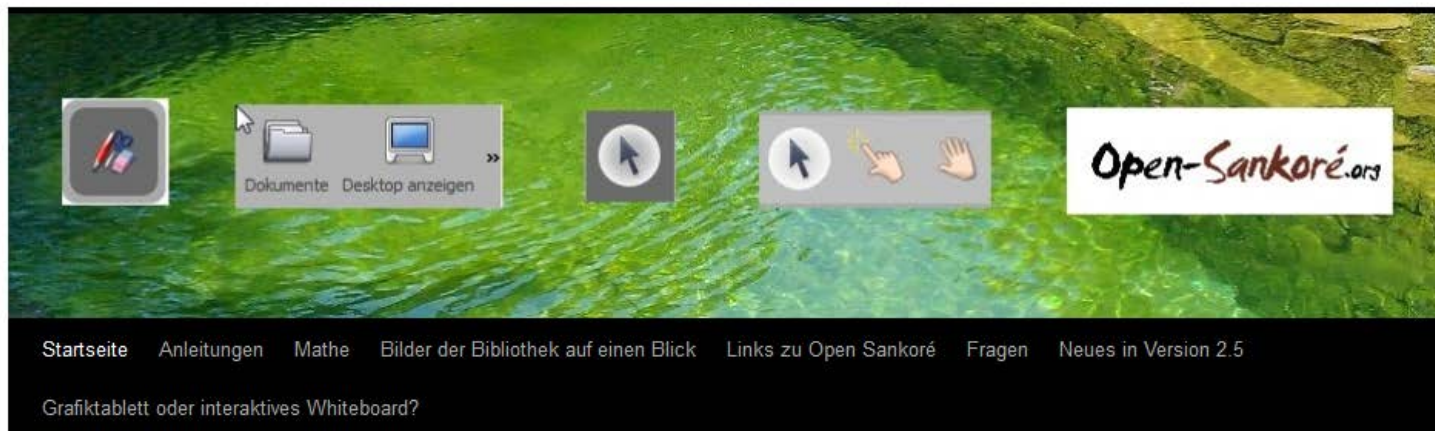 Dokumente Desktop anzeigen »
Open-Sankoré.org
Startseite Anleitungen Mathe Bilder der Bibliothek auf einen Blick Links zu Open Sankoré Fragen Neues in Version 2.5
Grafiktablett oder interaktives Whiteboard?